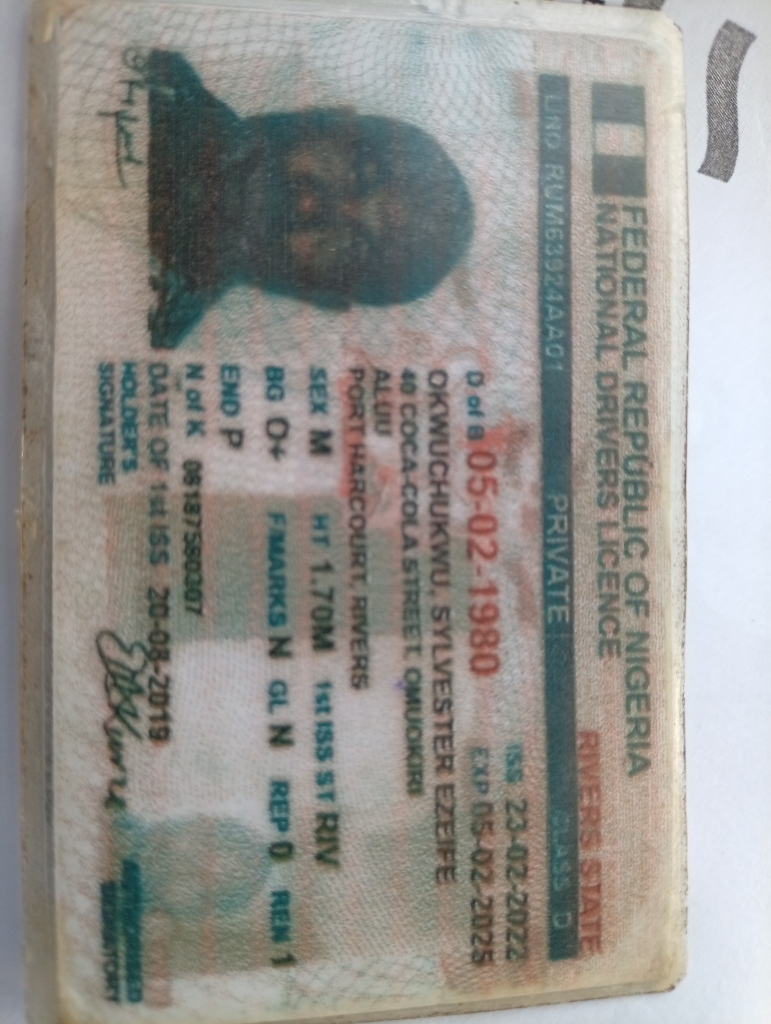 FEDERAL REPUBLIC OF NIGERIA
NATIONAL DRIVERS LICENCE
RIVERS STATE
L/NO RUM63924AA01 PRIVATE CLASS D
ISS 23-02-2022
D of B 05-02-1980 EXP 05-02-2025
OKWUCHUKWU, SYLVESTER EZEIFE
40 COCA-COLA STREET, OMUOKIRI
ALUU
PORT HARCOURT, RIVERS
SEX M HT 1.70M 1st ISS ST RIV
BG O+ F/MARKS N GL N REP 0 REN 1
END P
N of K 08187580307
DATE OF 1st ISS 20-08-2019
HOLDER'S
SIGNATURE
AUTHORISED
SIGNATORY